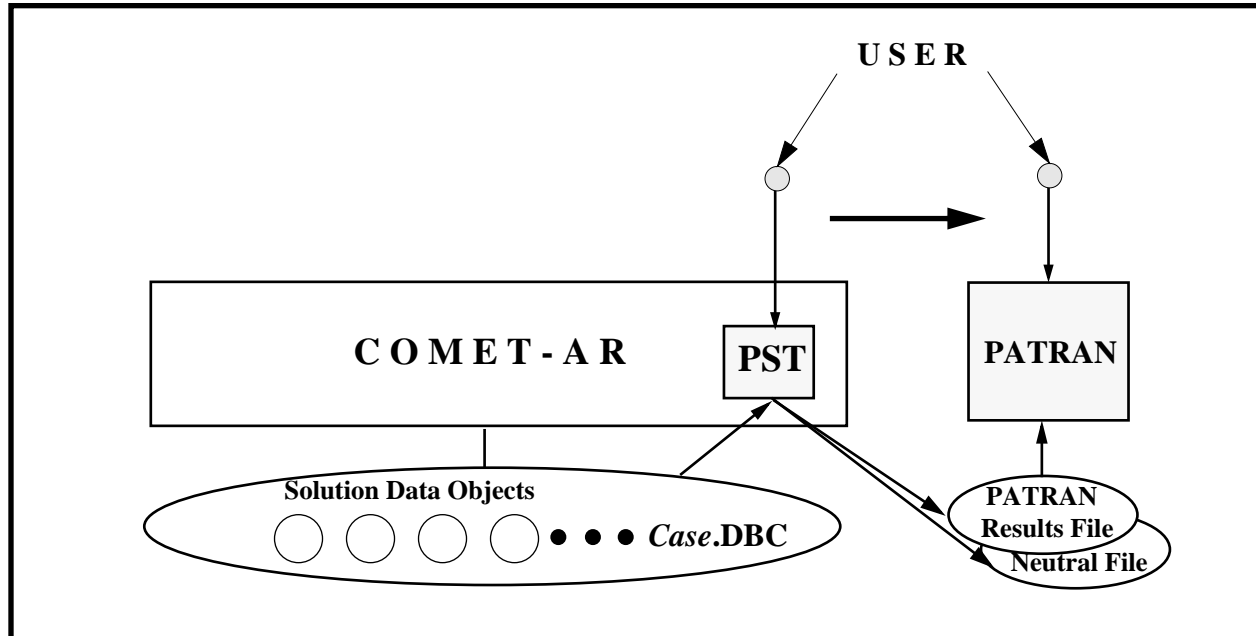 USER
COMET-AR
PST
PATRAN
Solution Data Objects
Case.DBC
PATRAN
Results File
Neutral File